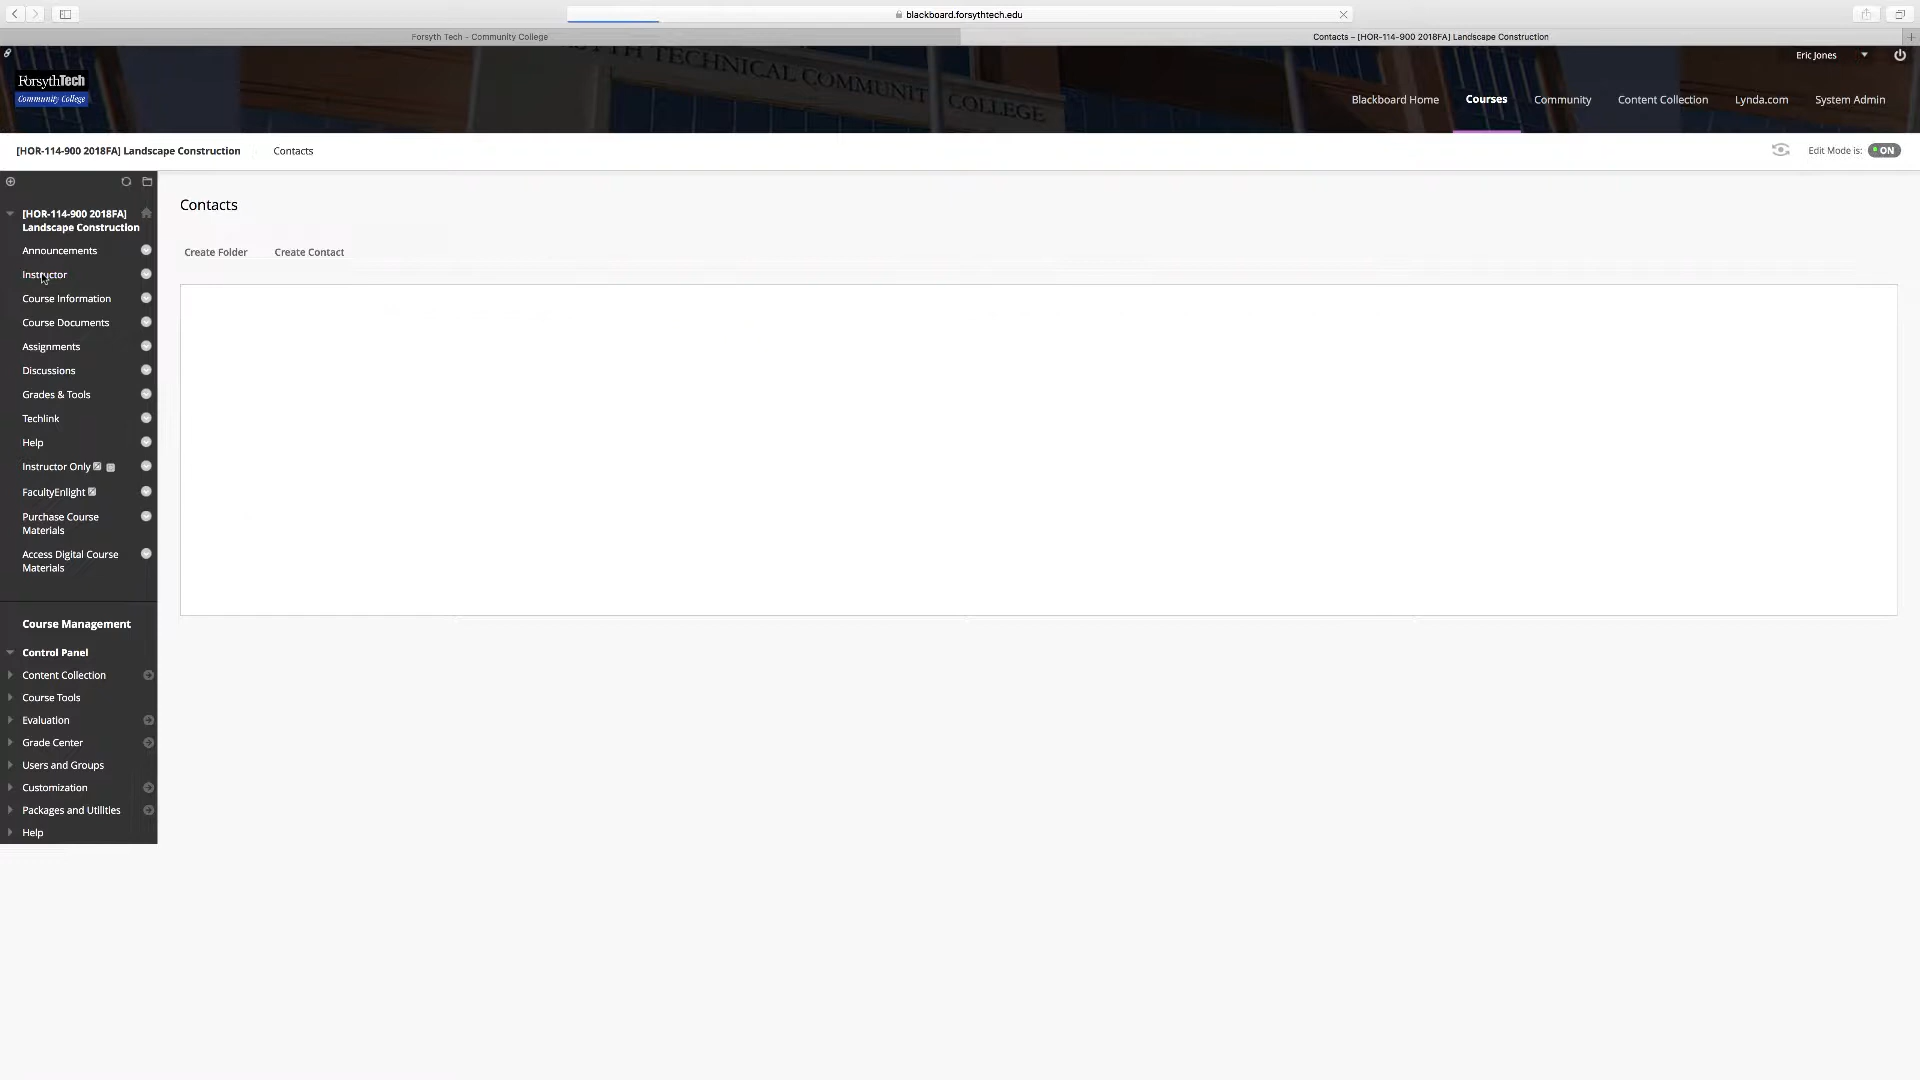 blackboard.forsythtech.edu
Forsyth Tech – Community College
Contacts – [HOR-114-900 2018FA] Landscape Construction
TECHNICAL COMMUNITY COLLEGE
Eric Jones
ForsythTech
Community College
Blackboard Home
Courses
Community
Content Collection
Lynda.com
System Admin
[HOR-114-900 2018FA] Landscape Construction
Contacts
Edit Mode is:
ON
[HOR-114-900 2018FA]
Landscape Construction
Announcements
Instructor
Course Information
Course Documents
Assignments
Discussions
Grades & Tools
Techlink
Help
Instructor Only
FacultyEnlight
Purchase Course
Materials
Access Digital Course
Materials
Course Management
Control Panel
Content Collection
Course Tools
Evaluation
Grade Center
Users and Groups
Customization
Packages and Utilities
Help
Contacts
Create Folder
Create Contact